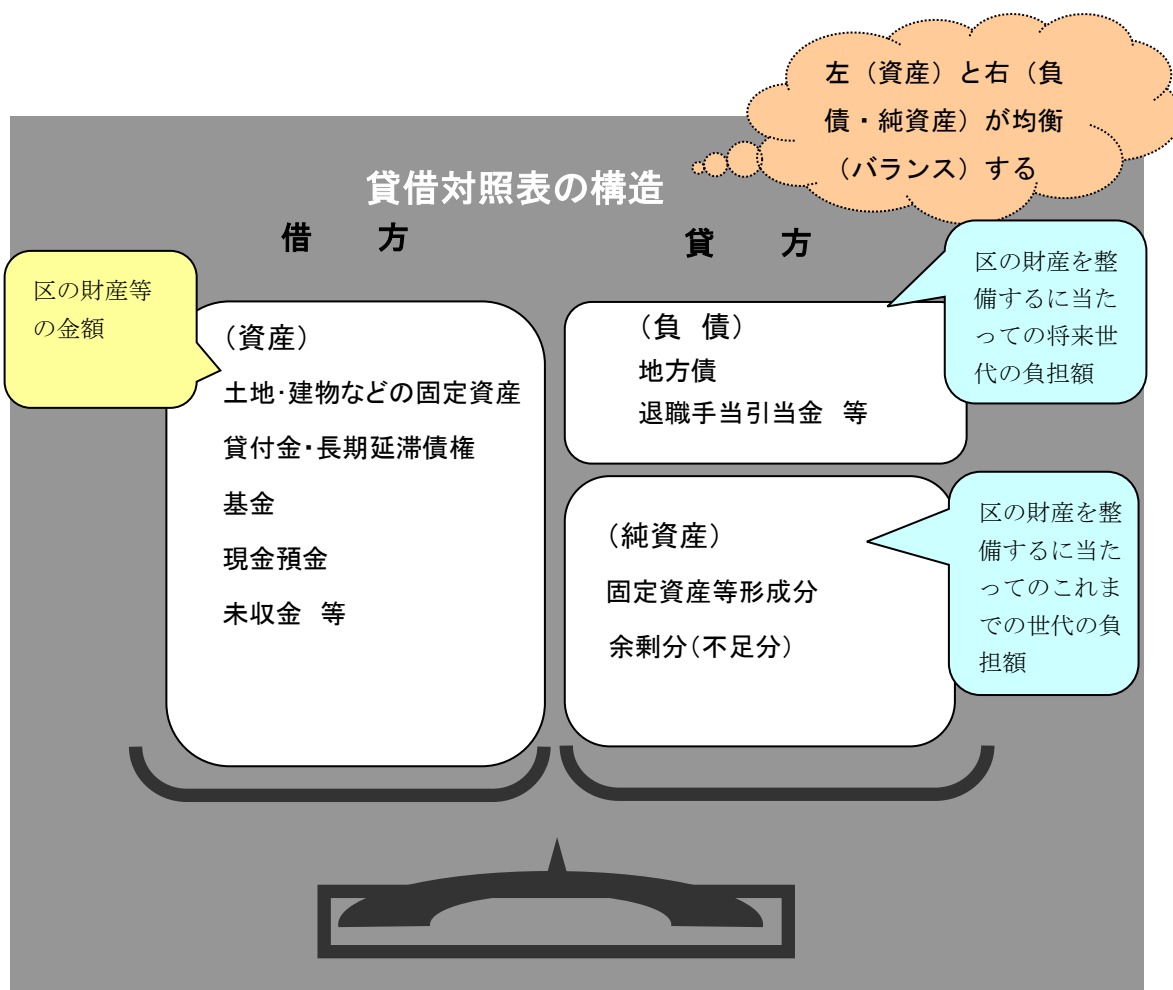 左（資産）と右（負
債・純資産）が均衡
（バランス）する
貸借対照表の構造
借　方
貸　方
区の財産等
の金額
（資産）
土地・建物などの固定資産
貸付金・長期延滞債権
基金
現金預金
未収金　等
（負　債）
地方債
退職手当引当金　等
区の財産を整
備するに当た
っての将来世
代の負担額
（純資産）
固定資産等形成分
余剰分（不足分）
区の財産を整
備するに当た
ってのこれま
での世代の負
担額